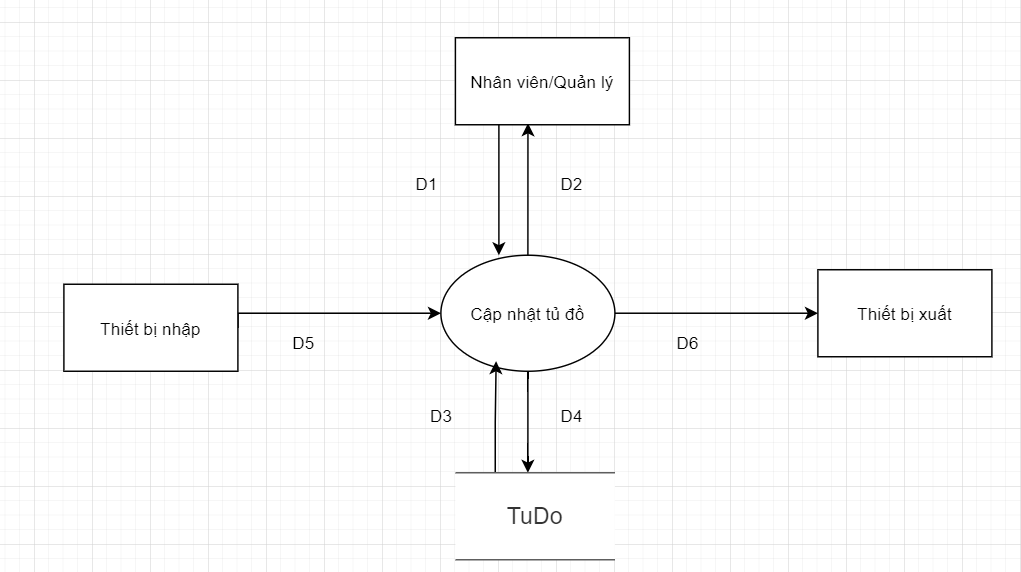 Nhân viên/Quản lý
D1
D2
Thiết bị nhập
D5
Cập nhật tủ đồ
D6
Thiết bị xuất
D3
D4
TuDo